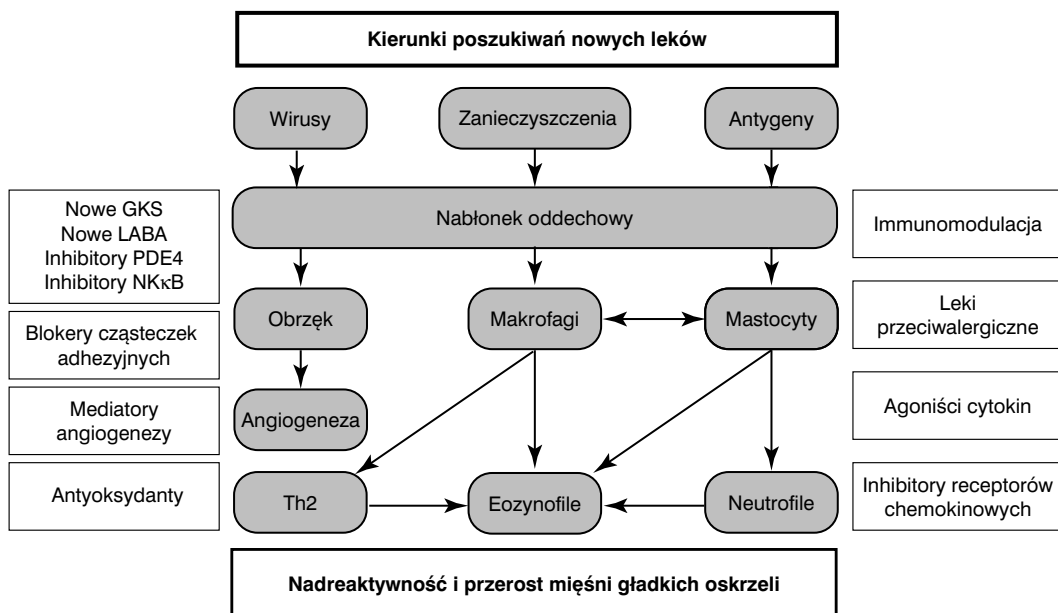 Kierunki poszukiwań nowych leków
Wirusy
Zanieczyszczenia
Antygeny
Nabłonek oddechowy
Nowe GKS
Nowe LABA
Inhibitory PDE4
Inhibitory NKκB
Immunomodulacja
Obrzęk
Makrofagi
Mastocyty
Blokery cząsteczek
adhezyjnych
Leki
przeciwalergiczne
Mediatory
angiogenezy
Angiogeneza
Agoniści cytokin
Antyoksydanty
Th2
Eozynofile
Neutrofile
Inhibitory receptorów
chemokinowych
Nadreaktywność i przerost mięśni gładkich oskrzeli